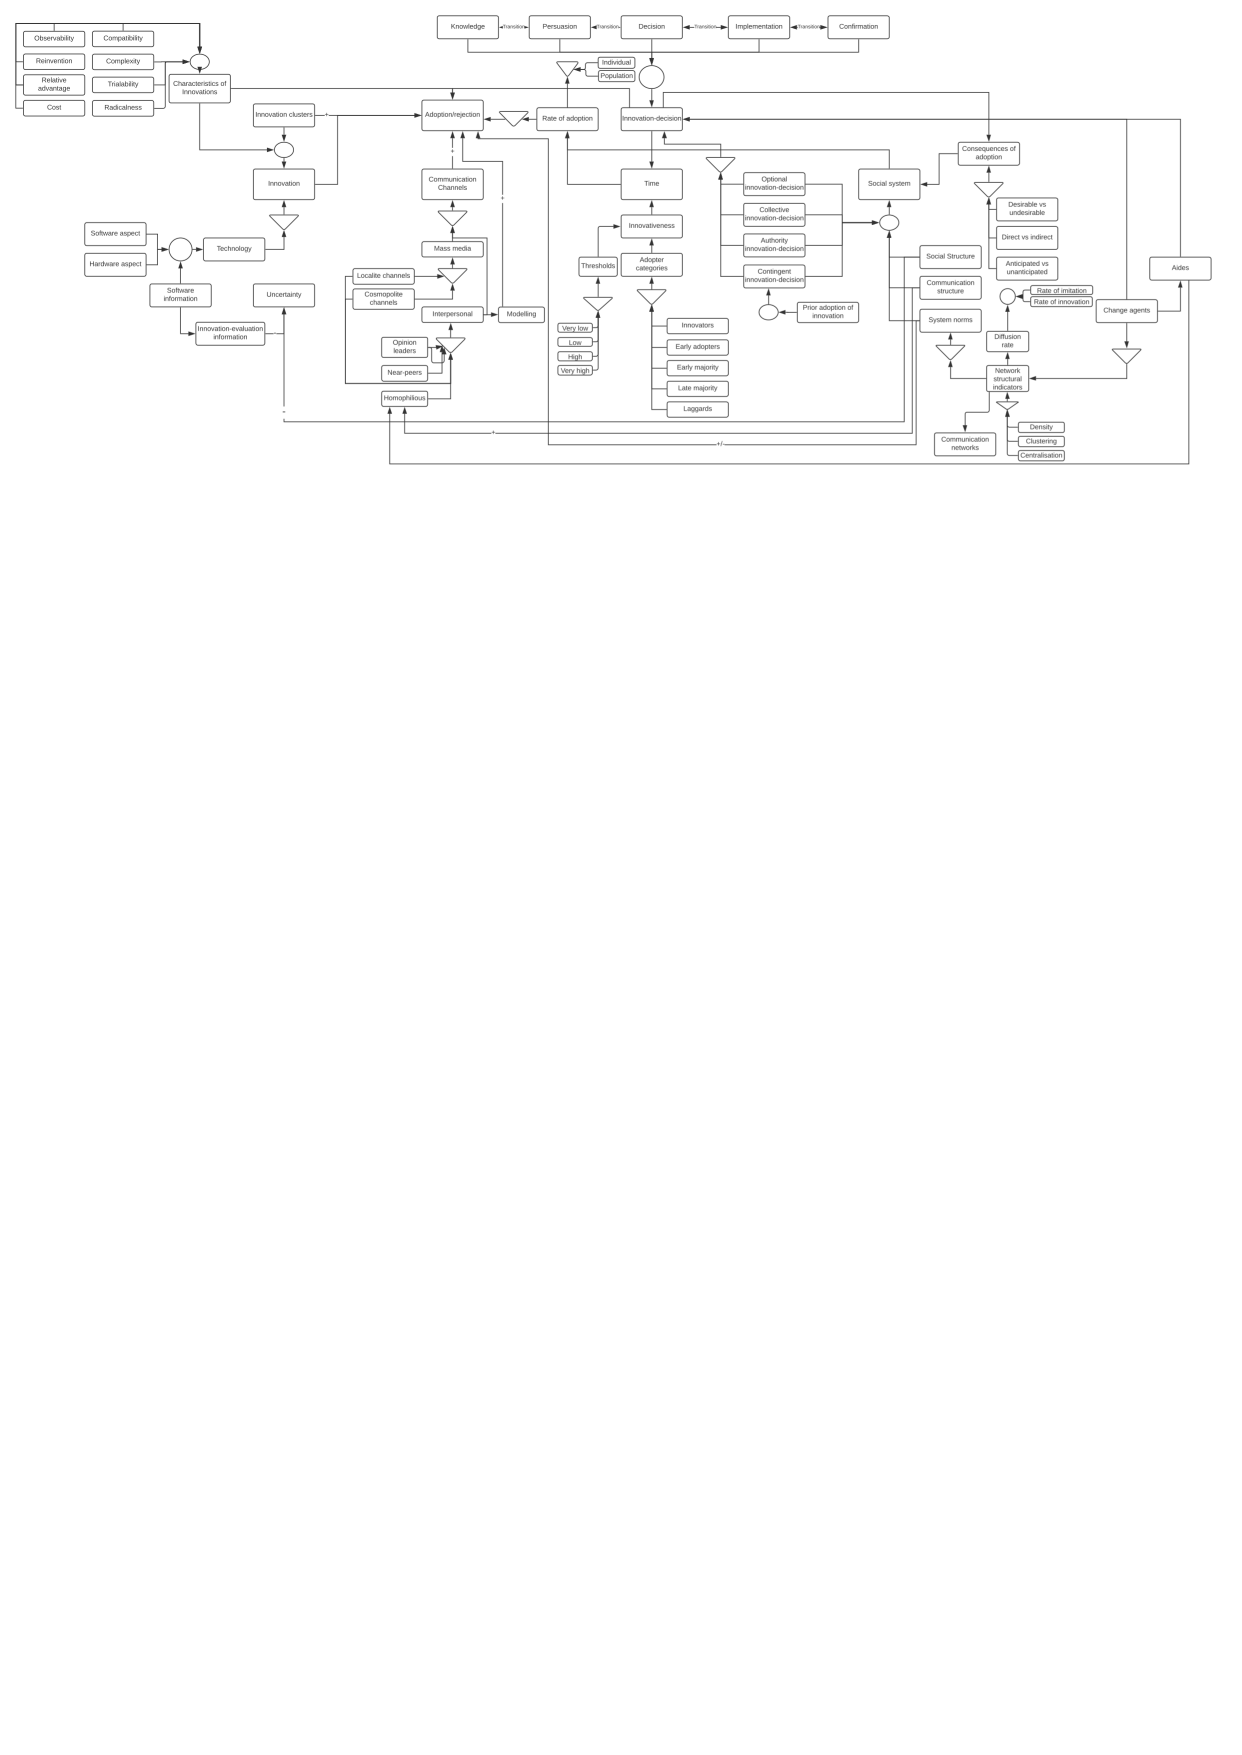 Knowledge
Transition
Persuasion
Transition
Decision
Transition
Implementation
Transition
Confirmation
Observability
Compatibility
Reinvention
Complexity
Relative
advantage
Trialability
Cost
Radicalness
Characteristics of
Innovations
Individual
Population
Innovation clusters
+
Adoption/rejection
Rate of adoption
Innovation-decision
Consequences of
adoption
Innovation
+
Communication
Channels
+
Time
Optional
innovation-decision
Collective
innovation-decision
Authority
innovation-decision
Contingent
innovation-decision
Social system
Desirable vs
undesirable
Direct vs indirect
Anticipated vs
unanticipated
Software aspect
Hardware aspect
Technology
Mass media
Innovativeness
Thresholds
Adopter
categories
Social Structure
Communication
structure
System norms
Aides
Localite channels
Cosmopolite
channels
Software
information
Uncertainty
Rate of imitation
Rate of innovation
Change agents
Interpersonal
Modelling
Prior adoption of
innovation
Innovation-evaluation
information
-
Very low
Low
High
Very high
Innovators
Early adopters
Early majority
Late majority
Laggards
Diffusion
rate
Opinion
leaders
Near-peers
Homophilious
Network
structural
indicators
-
+
+/-
Communication
networks
Density
Clustering
Centralisation